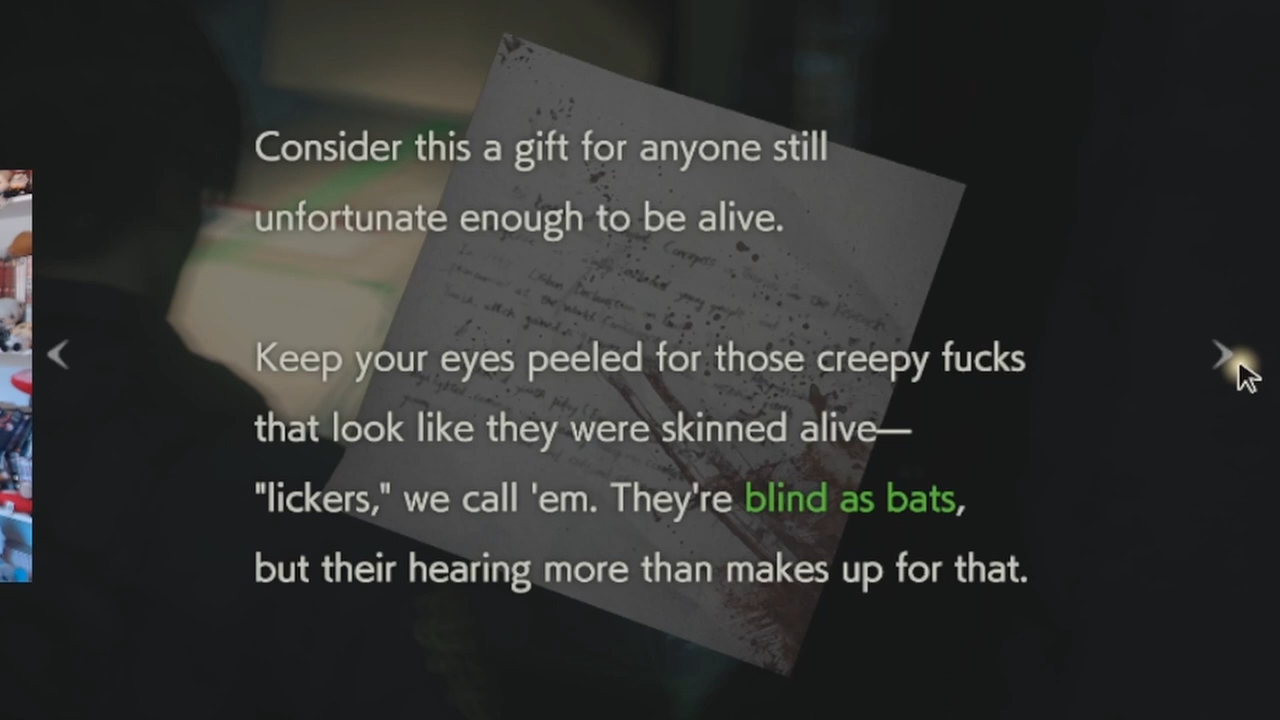 Consider this a gift for anyone still
unfortunate enough to be alive.
Keep your eyes peeled for those creepy fucks
that look like they were skinned alive—
"lickers," we call 'em. They're blind as bats,
but their hearing more than makes up for that.